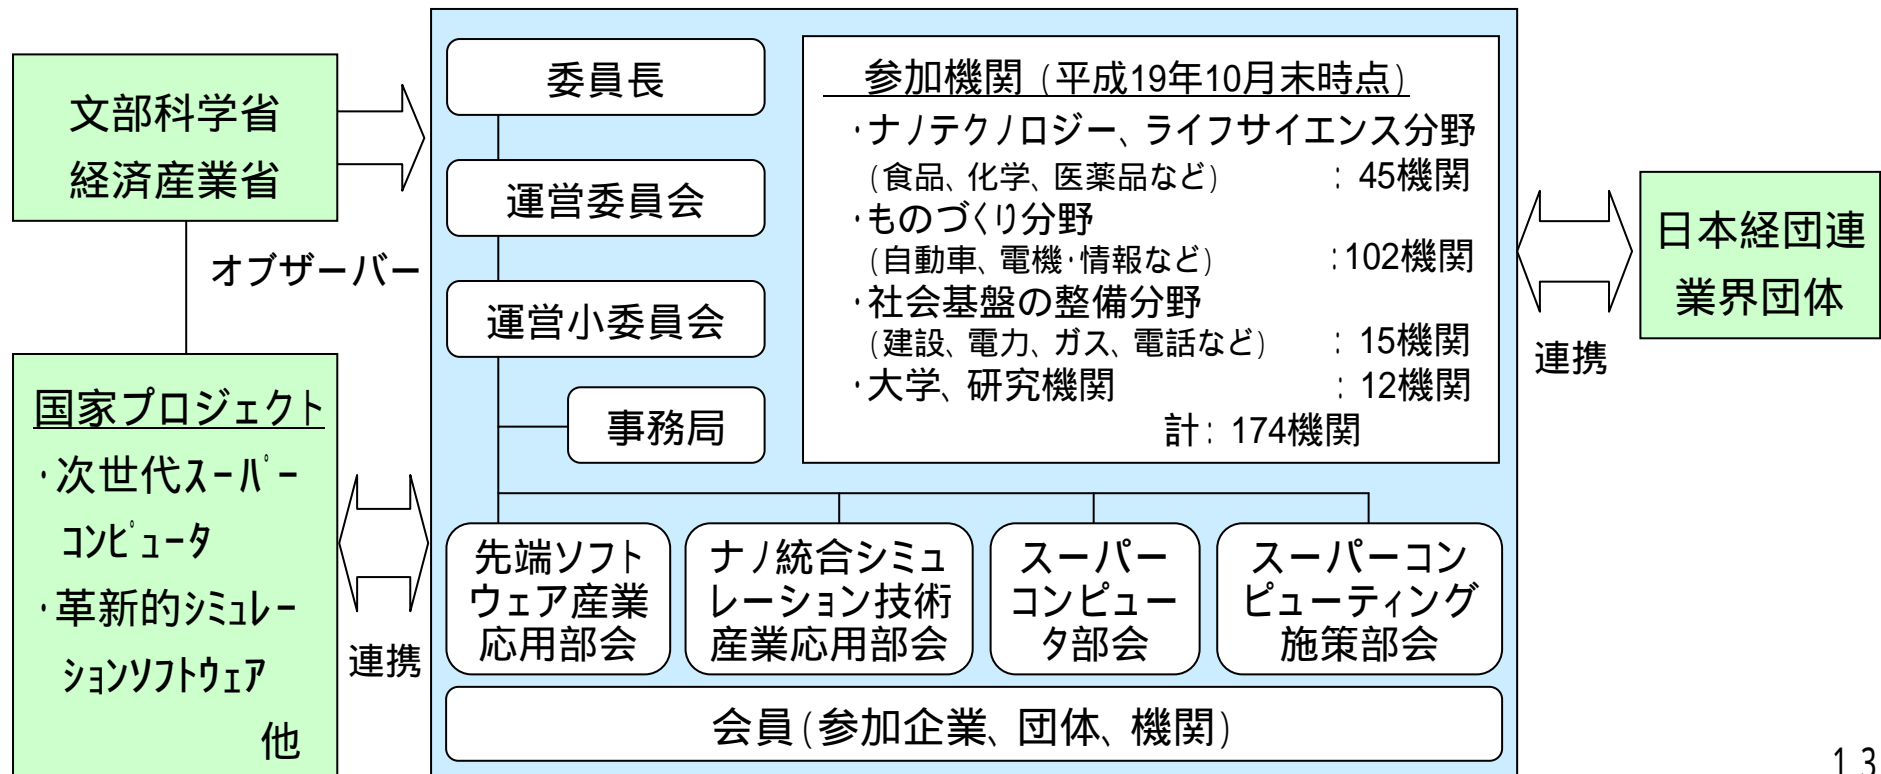 文部科学省
経済産業省
オブザーバー
国家プロジェクト
・次世代ｽｰﾊﾟｰ
ｺﾝﾋﾟｭｰﾀ
・革新的ｼﾐｭﾚｰ
ｼｮﾝｿﾌﾄｳｪｱ
他
連携
委員長
運営委員会
運営小委員会
事務局
参加機関（平成19年10月末時点）
・ナノテクノロジー、ライフサイエンス分野
（食品、化学、医薬品など）　：45機関
・ものづくり分野
（自動車、電機・情報など）　：102機関
・社会基盤の整備分野
（建設、電力、ガス、電話など）　：15機関
・大学、研究機関　：12機関
計：174機関
先端ソフト
ウェア産業
応用部会
ナノ統合シミュ
レーション技術
産業応用部会
スーパー
コンピュー
タ部会
スーパーコン
ピューティング
施策部会
会員（参加企業、団体、機関）
日本経団連
業界団体
連携
13